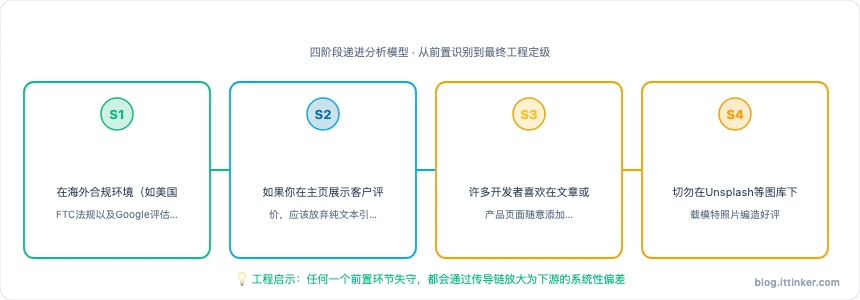 四阶段递进分析模型 · 从前置识别到最终工程定级
S1
在海外合规环境（如美国
FTC法规以及Google评估...
S2
如果你在主页展示客户评
价，应该放弃纯文本引...
S3
许多开发者喜欢在文章或
产品页面随意添加...
S4
切勿在Unsplash等图库下
载模特照片编造好评
💡 工程启示：任何一个前置环节失守，都会通过传导链放大为下游的系统性偏差
blog.ittinker.com